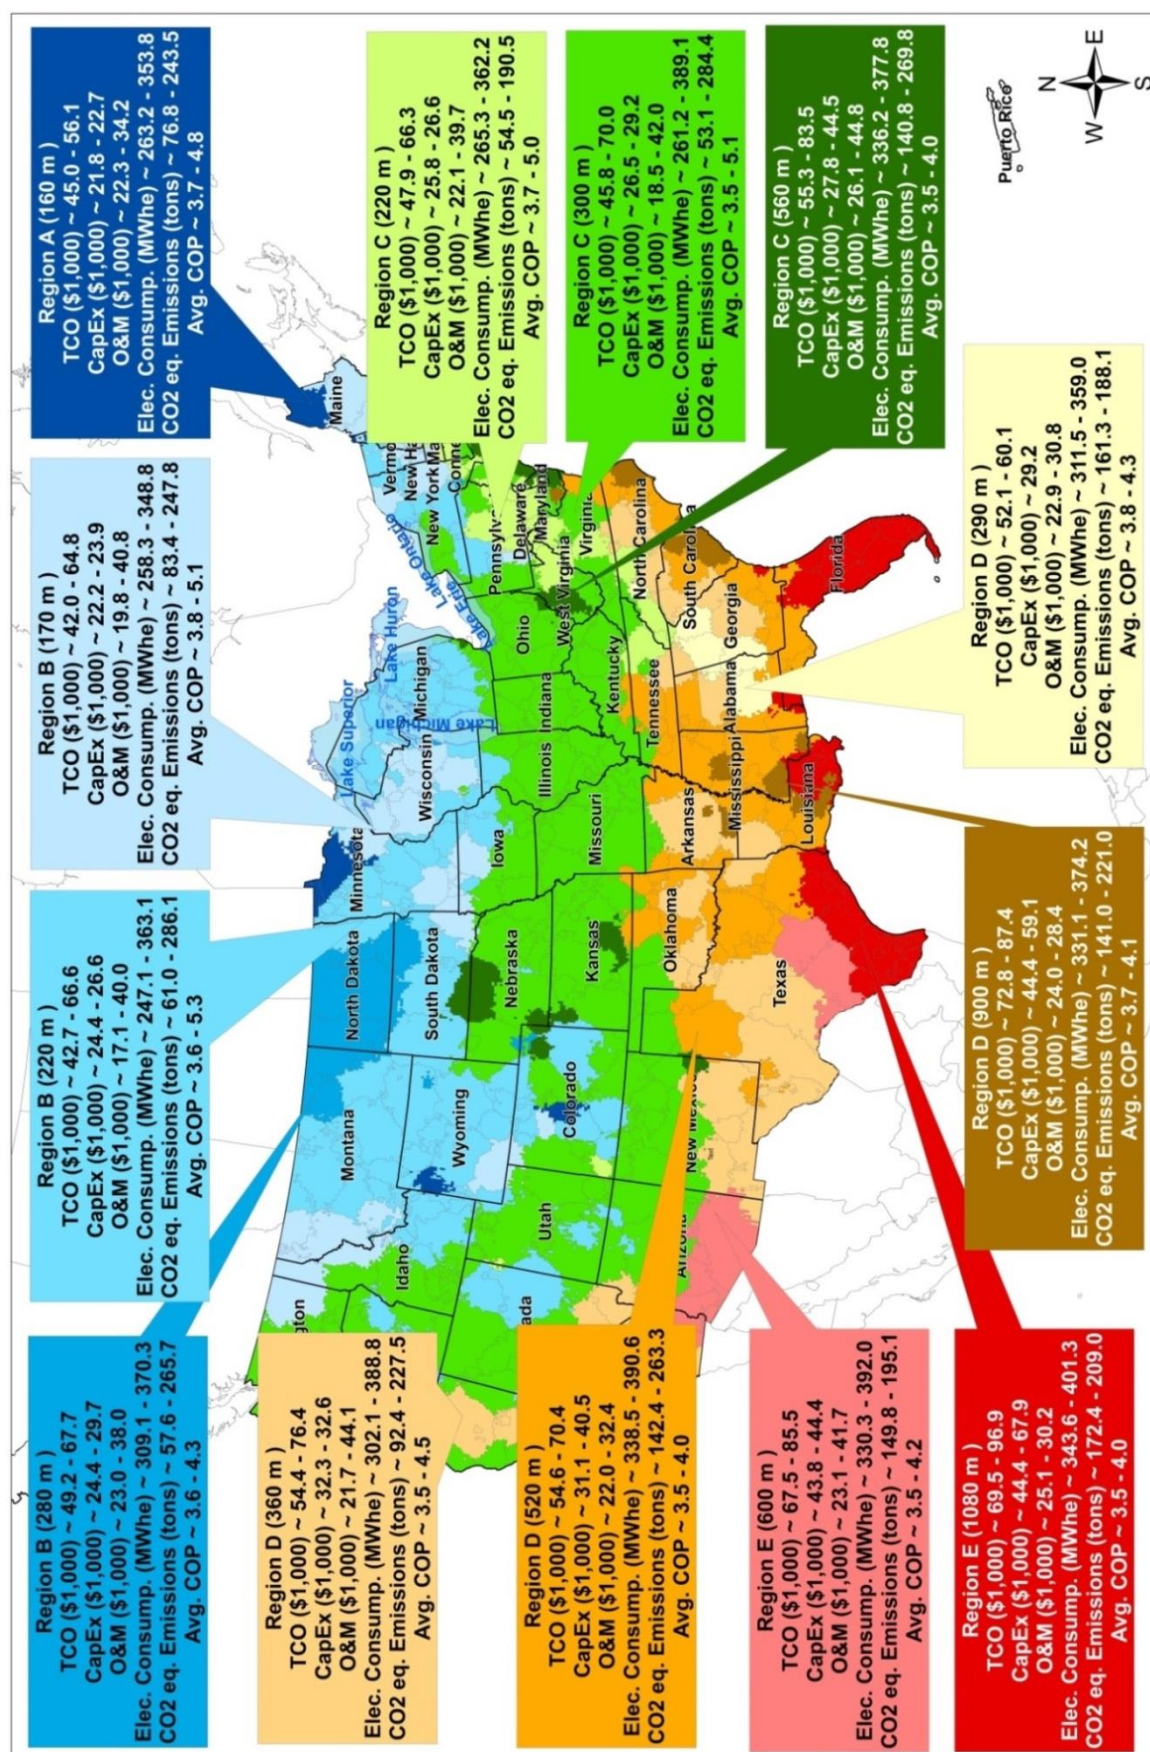 Region B (280 m )
TCO ($1,000) ~ 49.2 - 67.7
CapEx ($1,000) ~ 24.4 - 29.7
O&M ($1,000) ~ 23.0 - 38.0
Elec. Consump. (MWhe) ~ 309.1 - 370.3
CO2 eq. Emissions (tons) ~ 57.6 - 265.7
Avg. COP ~ 3.6 - 4.3
Region B (220 m )
TCO ($1,000) ~ 42.7 - 66.6
CapEx ($1,000) ~ 24.4 - 26.6
O&M ($1,000) ~ 17.1 - 40.0
Elec. Consump. (MWhe) ~ 247.1 - 363.1
CO2 eq. Emissions (tons) ~ 61.0 - 286.1
Avg. COP ~ 3.6 - 5.3
Region B (170 m )
TCO ($1,000) ~ 42.0 - 64.8
CapEx ($1,000) ~ 22.2 - 23.9
O&M ($1,000) ~ 19.8 - 40.8
Elec. Consump. (MWhe) ~ 258.3 - 348.8
CO2 eq. Emissions (tons) ~ 83.4 - 247.8
Avg. COP ~ 3.8 - 5.1
Region A (160 m )
TCO ($1,000) ~ 45.0 - 56.1
CapEx ($1,000) ~ 21.8 - 22.7
O&M ($1,000) ~ 22.3 - 34.2
Elec. Consump. (MWhe) ~ 263.2 - 353.8
CO2 eq. Emissions (tons) ~ 76.8 - 243.5
Avg. COP ~ 3.7 - 4.8
Region D (360 m )
TCO ($1,000) ~ 54.4 - 76.4
CapEx ($1,000) ~ 32.3 - 32.6
O&M ($1,000) ~ 21.7 - 44.1
Elec. Consump. (MWhe) ~ 302.1 - 388.8
CO2 eq. Emissions (tons) ~ 92.4 - 227.5
Avg. COP ~ 3.5 - 4.5
Region C (220 m )
TCO ($1,000) ~ 47.9 - 66.3
CapEx ($1,000) ~ 25.8 - 26.6
O&M ($1,000) ~ 22.1 - 39.7
Elec. Consump. (MWhe) ~ 265.3 - 362.2
CO2 eq. Emissions (tons) ~ 54.5 - 190.5
Avg. COP ~ 3.7 - 5.0
Region D (520 m )
TCO ($1,000) ~ 54.6 - 70.4
CapEx ($1,000) ~ 31.1 - 40.5
O&M ($1,000) ~ 22.0 - 32.4
Elec. Consump. (MWhe) ~ 338.5 - 390.6
CO2 eq. Emissions (tons) ~ 142.4 - 263.3
Avg. COP ~ 3.5 - 4.0
Region C (300 m )
TCO ($1,000) ~ 45.8 - 70.0
CapEx ($1,000) ~ 26.5 - 29.2
O&M ($1,000) ~ 18.5 - 42.0
Elec. Consump. (MWhe) ~ 261.2 - 389.1
CO2 eq. Emissions (tons) ~ 53.1 - 284.4
Avg. COP ~ 3.5 - 5.1
Region E (600 m )
TCO ($1,000) ~ 67.5 - 85.5
CapEx ($1,000) ~ 43.8 - 44.4
O&M ($1,000) ~ 23.1 - 41.7
Elec. Consump. (MWhe) ~ 330.3 - 392.0
CO2 eq. Emissions (tons) ~ 149.8 - 195.1
Avg. COP ~ 3.5 - 4.2
Region C (560 m )
TCO ($1,000) ~ 55.3 - 83.5
CapEx ($1,000) ~ 27.8 - 44.5
O&M ($1,000) ~ 26.1 - 44.8
Elec. Consump. (MWhe) ~ 336.2 - 377.8
CO2 eq. Emissions (tons) ~ 140.8 - 269.8
Avg. COP ~ 3.5 - 4.0
Region E (1080 m )
TCO ($1,000) ~ 69.5 - 96.9
CapEx ($1,000) ~ 44.4 - 67.9
O&M ($1,000) ~ 25.1 - 30.2
Elec. Consump. (MWhe) ~ 343.6 - 401.3
CO2 eq. Emissions (tons) ~ 172.4 - 209.0
Avg. COP ~ 3.5 - 4.0
Region D (900 m )
TCO ($1,000) ~ 72.8 - 87.4
CapEx ($1,000) ~ 44.4 - 59.1
O&M ($1,000) ~ 24.0 - 28.4
Elec. Consump. (MWhe) ~ 331.1 - 374.2
CO2 eq. Emissions (tons) ~ 141.0 - 221.0
Avg. COP ~ 3.7 - 4.1
Region D (290 m )
TCO ($1,000) ~ 52.1 - 60.1
CapEx ($1,000) ~ 29.2
O&M ($1,000) ~ 22.9 - 30.8
Elec. Consump. (MWhe) ~ 311.5 - 359.0
CO2 eq. Emissions (tons) ~ 161.3 - 188.1
Avg. COP ~ 3.8 - 4.3
gton
Montana
North Dakota
Minnesota
Lake Superior
Maine
Idaho
Wyoming
South Dakota
Wisconsin
Michigan
Lake Michigan
Lake Huron
Lake Ontario
Lake Erie
Vermo
New Ha
New York
Ma
Conne
ada
Utah
Colorado
Nebraska
Iowa
Illinois
Indiana
Ohio
Pennsylv
Delaware
Maryland
West Virginia
Virginia
Kansas
Missouri
Kentucky
Arizona
New Mexico
Oklahoma
Arkansas
Tennessee
North Carolina
South Carolina
Texas
Louisiana
Mississippi
Alabama
Georgia
Florida
Puerto Rico
N
W
E
S